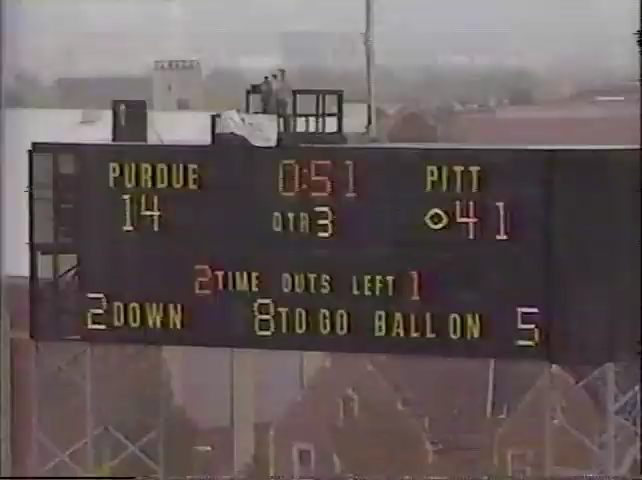 PURDUE 0:51 PITT
14 QTR 3 41
2 TIME OUTS LEFT 1
2 DOWN 8 TO GO BALL ON 5